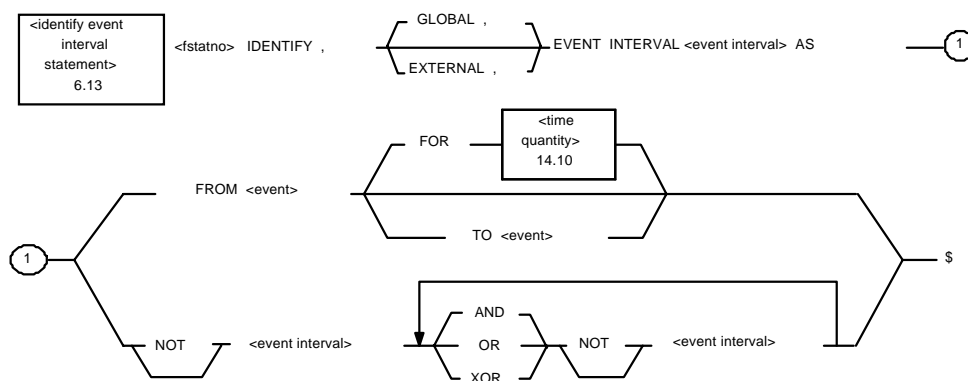 <identify event
interval
statement>
6.13
<fstatno> IDENTIFY ,
GLOBAL ,
EXTERNAL ,
EVENT INTERVAL <event interval> AS
1
1
FROM <event>
FOR
<time
quantity>
14.10
TO <event>
NOT
<event interval>
AND
OR
XOR
NOT
<event interval>
$